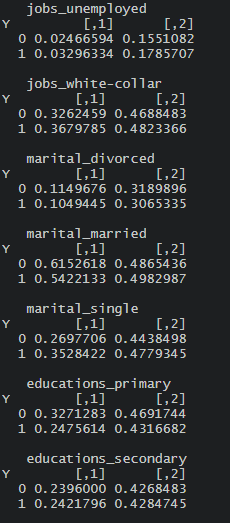 jobs_unemployed
Y [,1] [,2]
0 0.02466594 0.1551082
1 0.03296334 0.1785707
jobs_white-collar
Y [,1] [,2]
0 0.3262459 0.4688483
1 0.3679785 0.4823366
marital_divorced
Y [,1] [,2]
0 0.1149676 0.3189896
1 0.1049445 0.3065335
marital_married
Y [,1] [,2]
0 0.6152618 0.4865436
1 0.5422133 0.4982987
marital_single
Y [,1] [,2]
0 0.2697706 0.4438498
1 0.3528422 0.4779345
educations_primary
Y [,1] [,2]
0 0.3271283 0.4691744
1 0.2475614 0.4316682
educations_secondary
Y [,1] [,2]
0 0.2396000 0.4268483
1 0.2421796 0.4284745